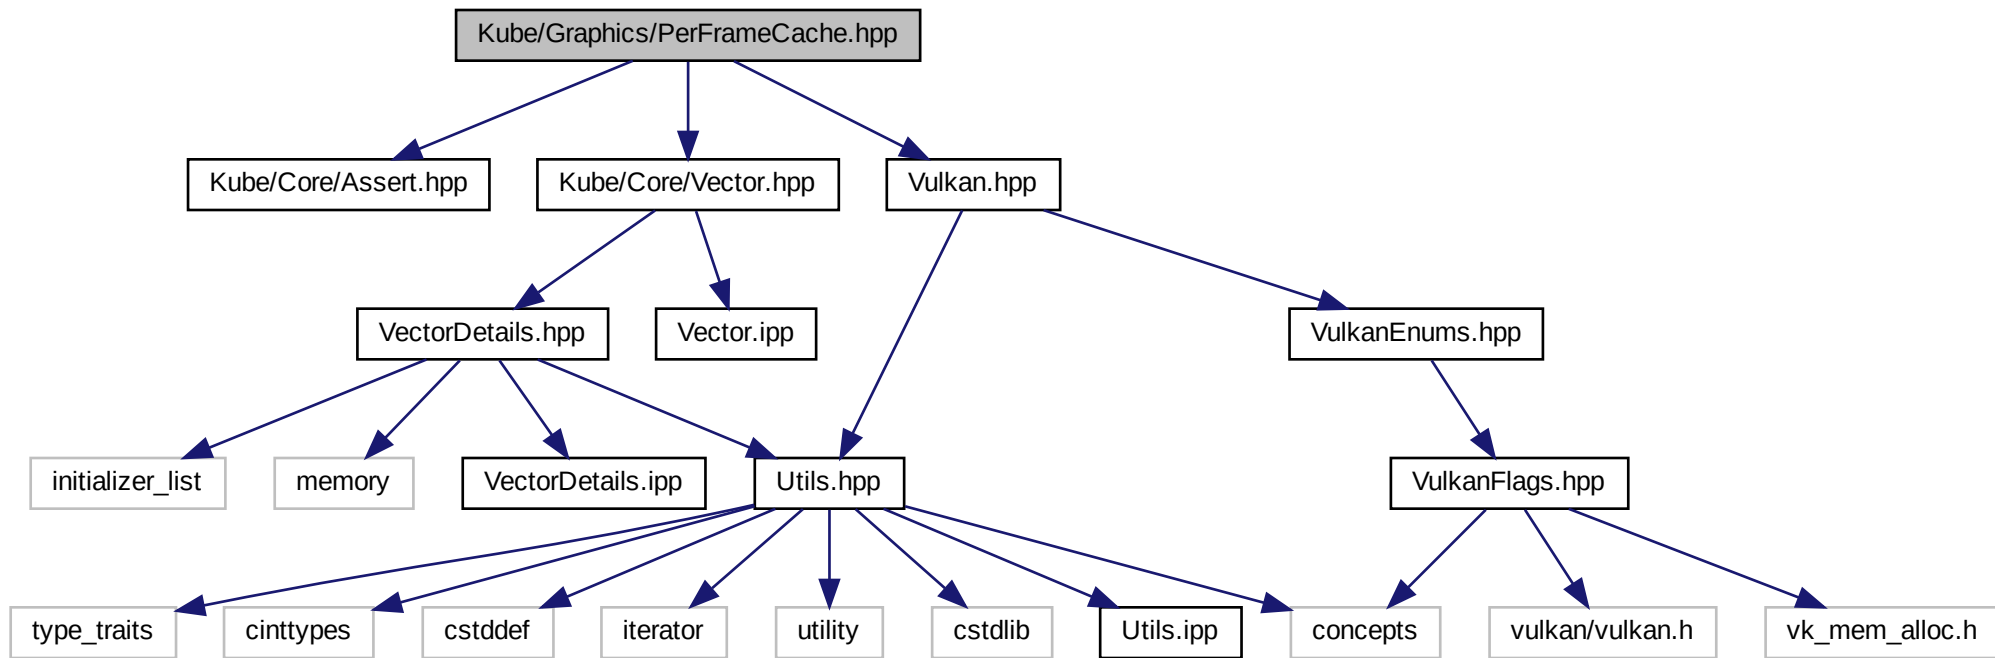 Kube/Graphics/PerFrameCache.hpp
Kube/Core/Assert.hpp
Kube/Core/Vector.hpp
Vulkan.hpp
VectorDetails.hpp
Vector.ipp
VulkanEnums.hpp
initializer_list
memory
VectorDetails.ipp
Utils.hpp
VulkanFlags.hpp
type_traits
cinttypes
cstddef
iterator
utility
cstdlib
Utils.ipp
concepts
vulkan/vulkan.h
vk_mem_alloc.h